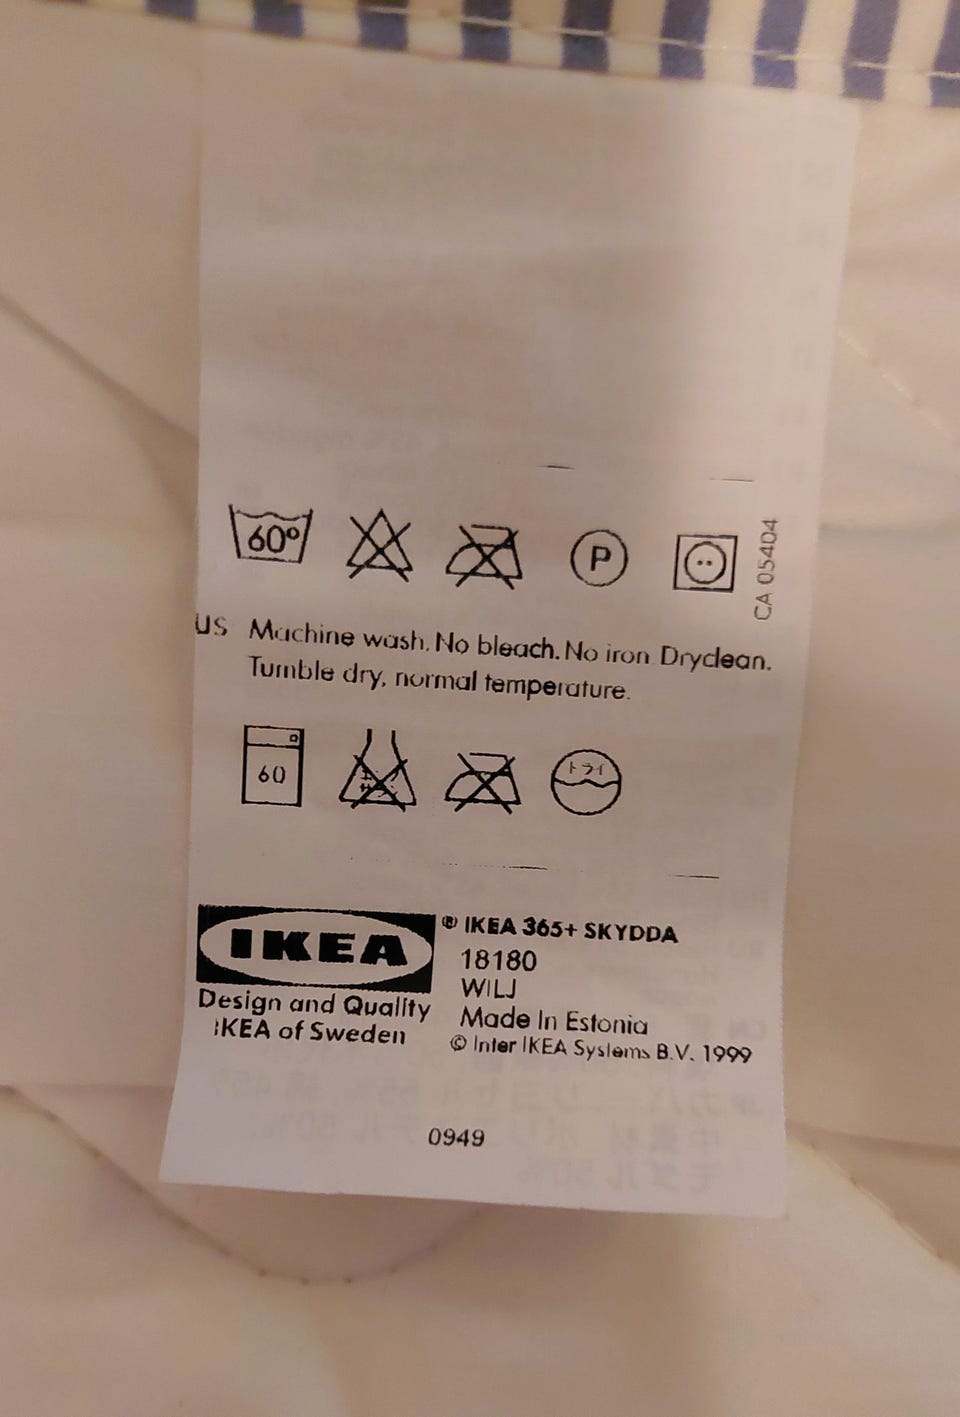 60°
P
CA 05404
US Machine wash. No bleach. No iron. Dryclean.
Tumble dry, normal temperature.
60
ドライ
IKEA
Design and Quality
IKEA of Sweden
® IKEA 365+ SKYDDA
18180
WILJ
Made In Estonia
© Inter IKEA Systems B.V. 1999
0949